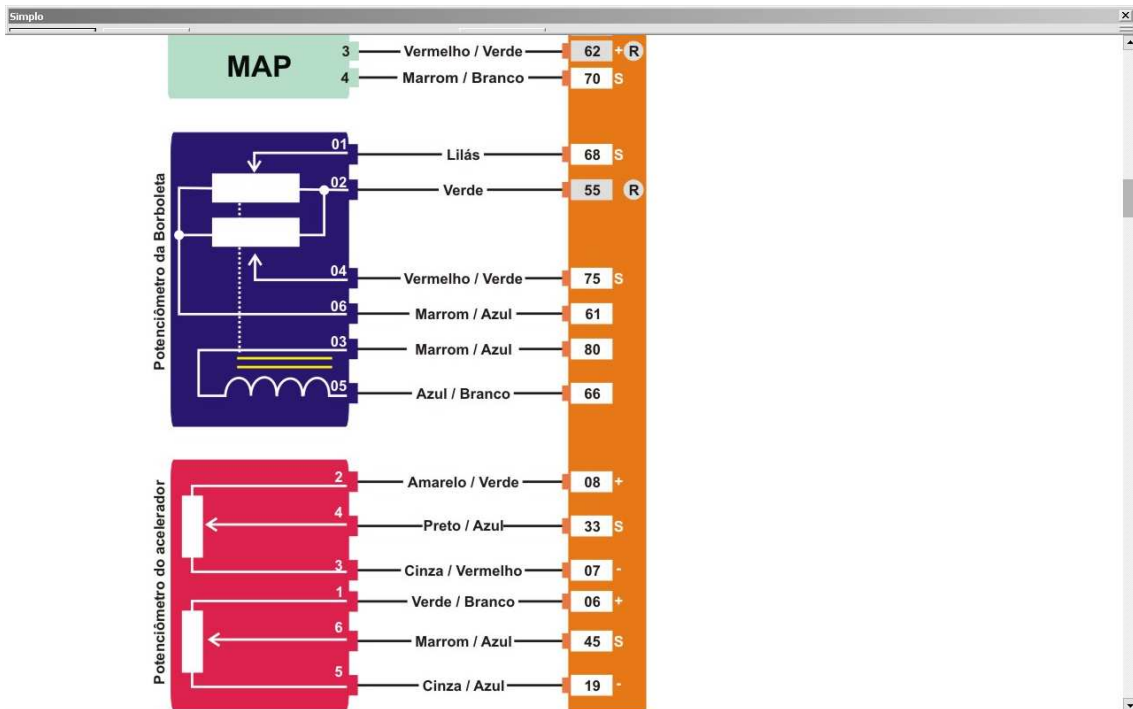 Simplo
3 Vermelho / Verde 62 + R
MAP
4 Marrom / Branco 70 S
Potenciômetro da Borboleta
01 Lilás 68 S
02 Verde 55 R
04 Vermelho / Verde 75 S
06 Marrom / Azul 61
03 Marrom / Azul 80
05 Azul / Branco 66
Potenciômetro do acelerador
2 Amarelo / Verde 08 +
4 Preto / Azul 33 S
3 Cinza / Vermelho 07 -
1 Verde / Branco 06 +
6 Marrom / Azul 45 S
5 Cinza / Azul 19 -